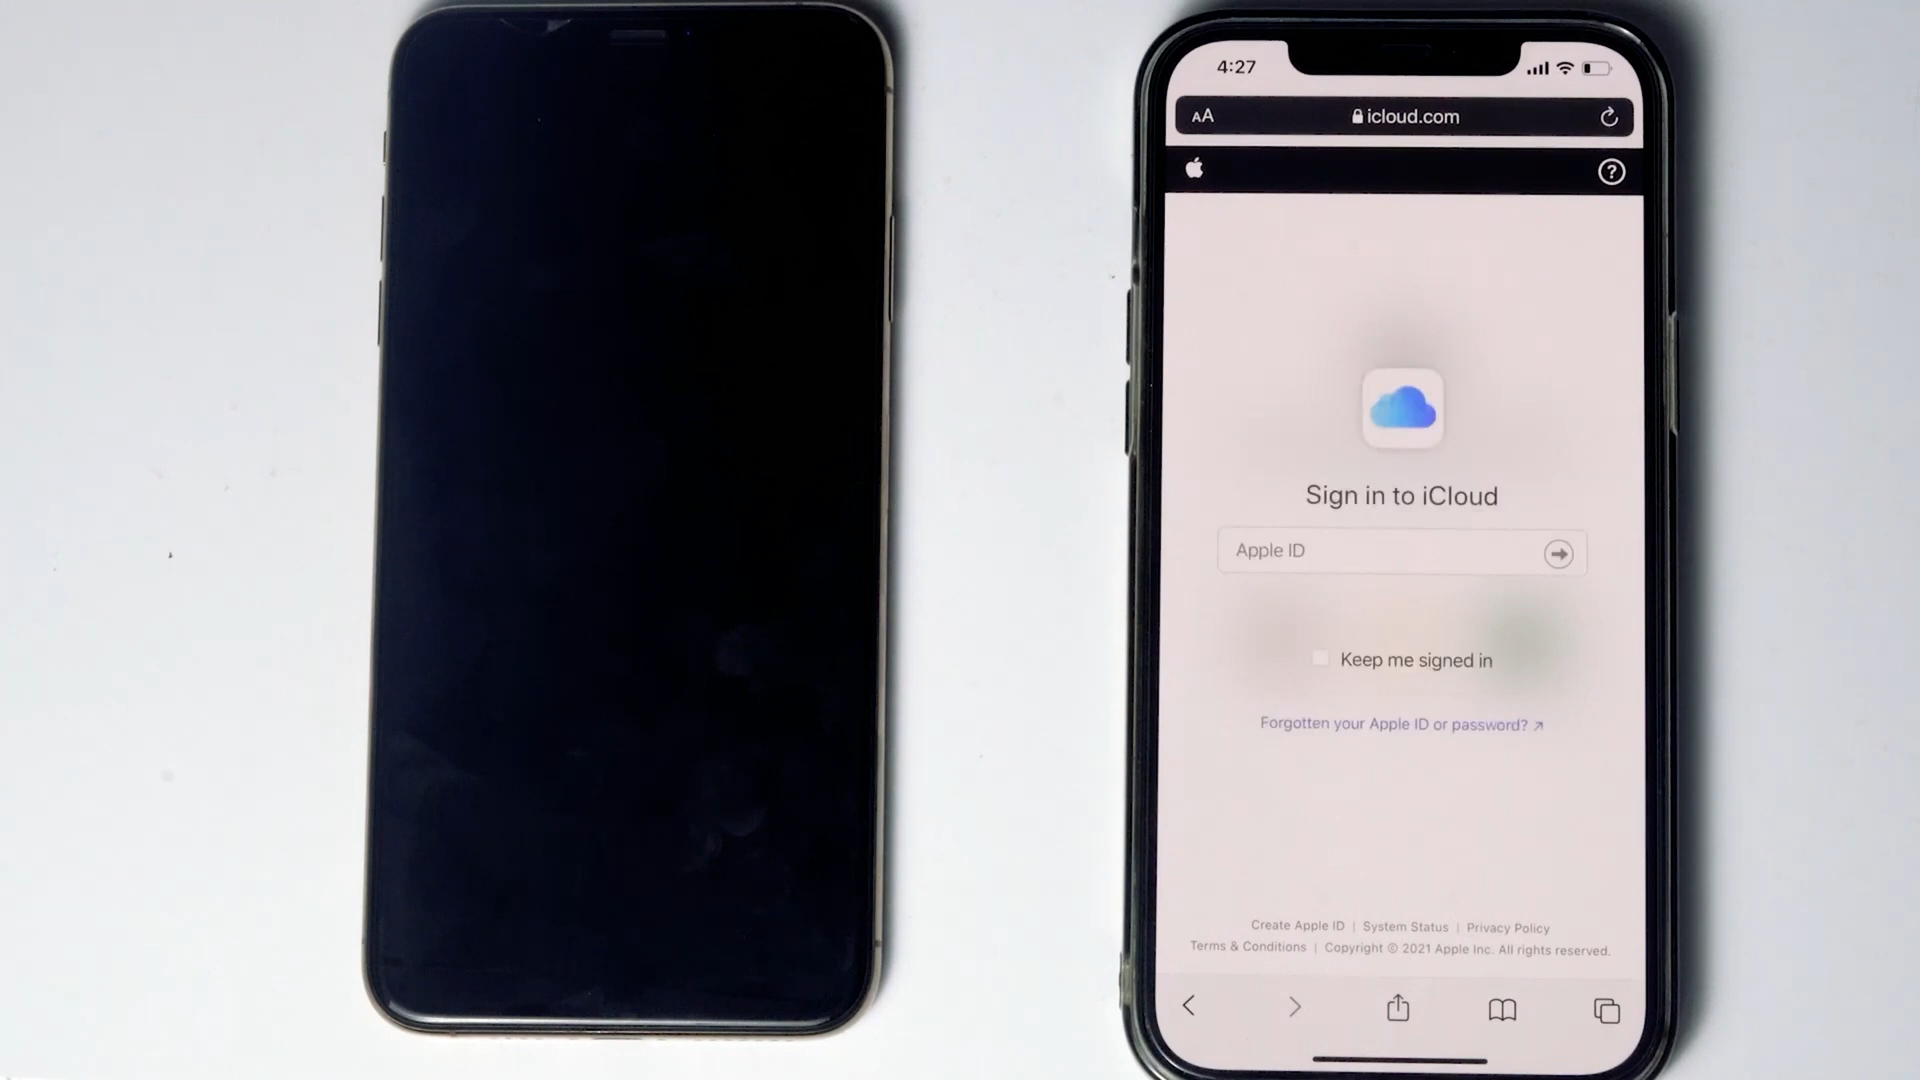 4:27
AA icloud.com
?
Sign in to iCloud
Apple ID
Keep me signed in
Forgotten your Apple ID or password? ↗
Create Apple ID | System Status | Privacy Policy
Terms & Conditions | Copyright © 2021 Apple Inc. All rights reserved.